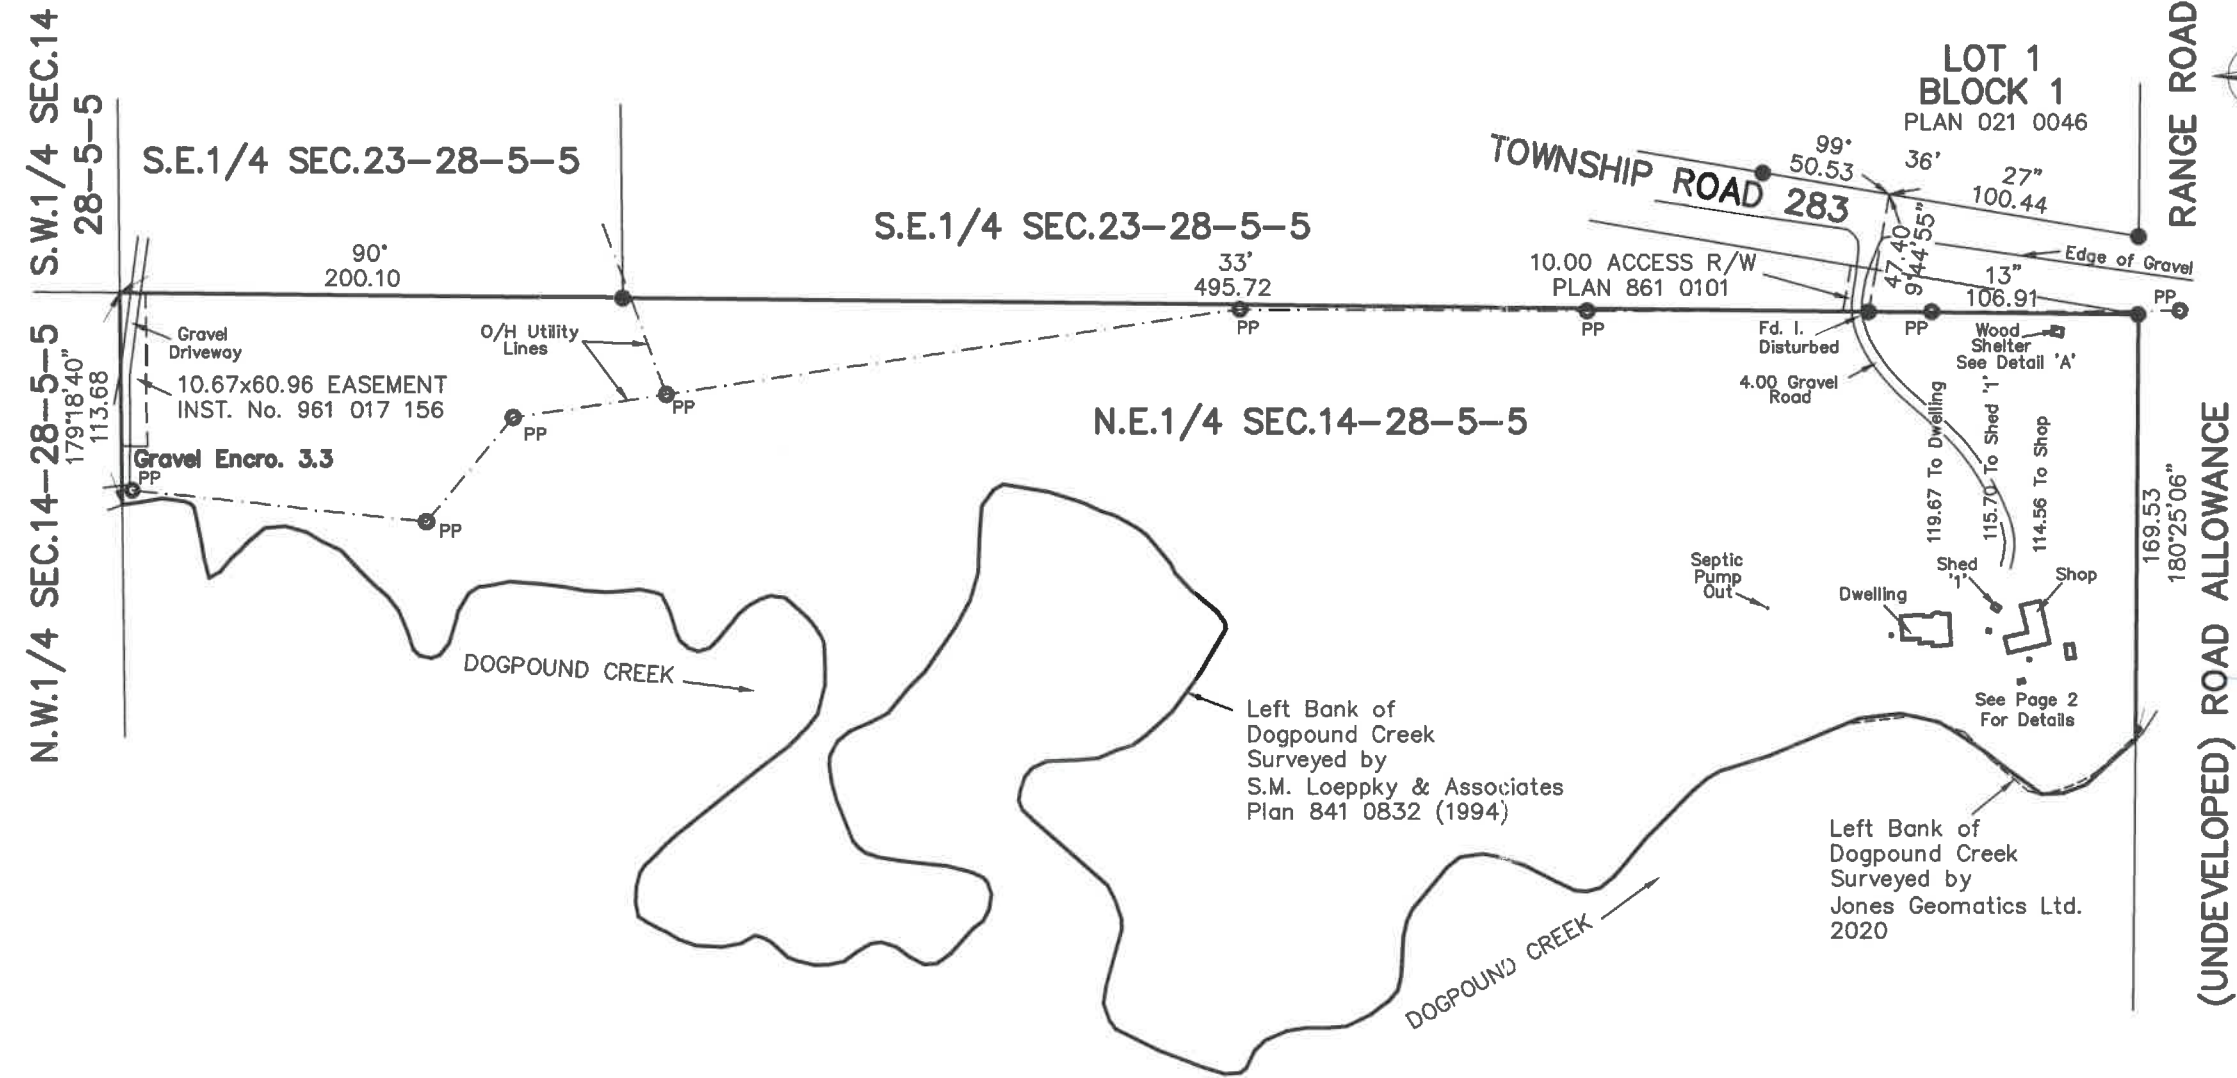 S.W.1/4 SEC.14
28-5-5
S.E.1/4 SEC.23-28-5-5
S.E.1/4 SEC.23-28-5-5
LOT 1
BLOCK 1
PLAN 021 0046
RANGE ROAD
TOWNSHIP ROAD 283
99° 36' 27"
50.53
100.44
47.40
9°44'55"
Edge of Gravel
90° 33' 13"
200.10
495.72
106.91
10.00 ACCESS R/W
PLAN 861 0101
PP
PP
PP
PP
PP
Fd. I.
Disturbed
Wood
Shelter
See Detail 'A'
4.00 Gravel
Road
O/H Utility
Lines
Gravel
Driveway
10.67x60.96 EASEMENT
INST. No. 961 017 156
Gravel Encro. 3.3
PP
PP
PP
PP
N.W.1/4 SEC.14-28-5-5
179°18'40"
113.68
N.E.1/4 SEC.14-28-5-5
119.67 To Dwelling
115.70 To Shed '1'
114.56 To Shop
169.53
180°25'06"
Septic
Pump
Out
Dwelling
Shed
'1'
Shop
See Page 2
For Details
DOGPOUND CREEK
Left Bank of
Dogpound Creek
Surveyed by
S.M. Loeppky & Associates
Plan 841 0832 (1994)
Left Bank of
Dogpound Creek
Surveyed by
Jones Geomatics Ltd.
2020
DOGPOUND CREEK
(UNDEVELOPED) ROAD ALLOWANCE